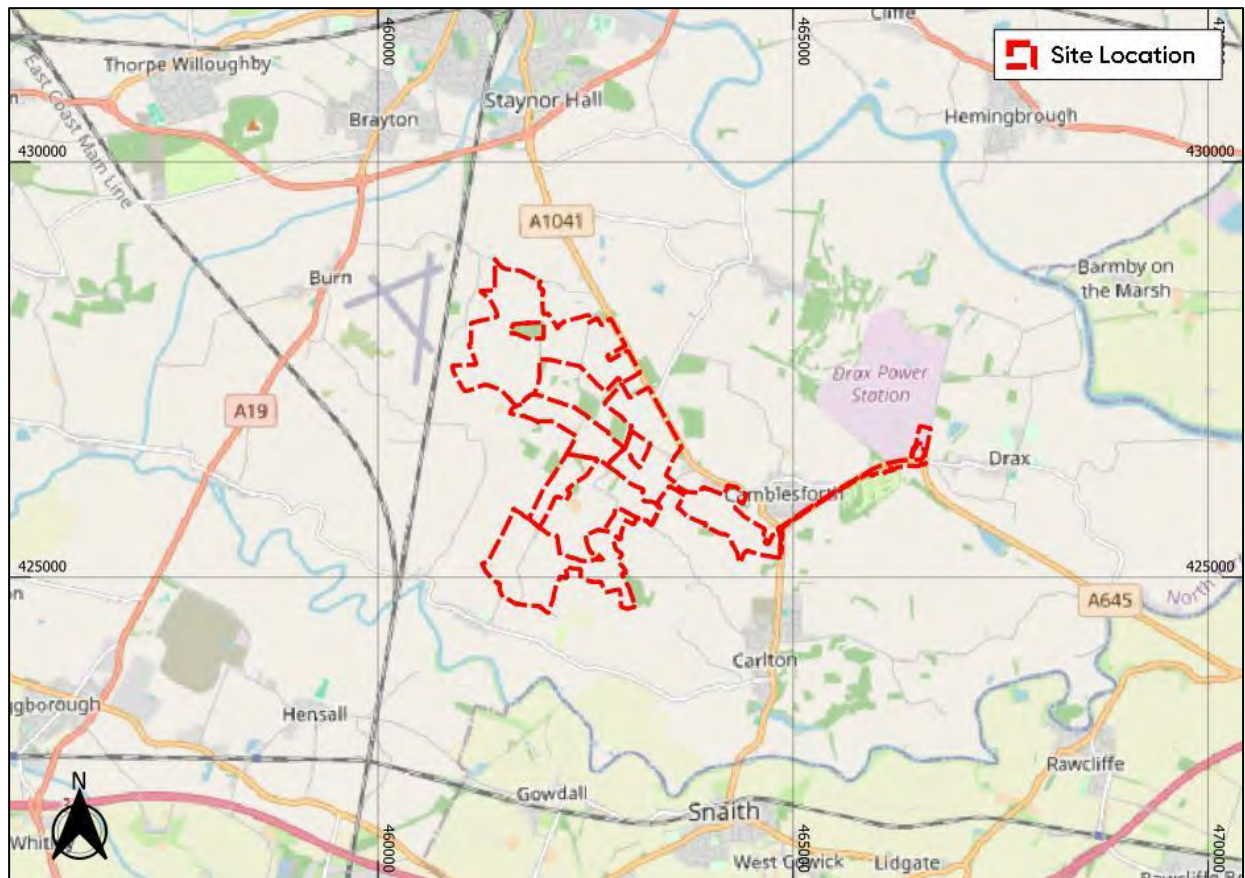 Cliffe
460000
465000
Site Location
Thorpe Willoughby
East Coast Main Line
Staynor Hall
Brayton
Hemingbrough
430000
430000
A1041
Burn
Barmby on
the Marsh
Drax Power
Station
A19
Drax
Camblesforth
425000
425000
A645
North
Carlton
Hensall
Rawcliffe
N
Gowdall
Snaith
460000
465000
470000
West Cowick
Lidgate